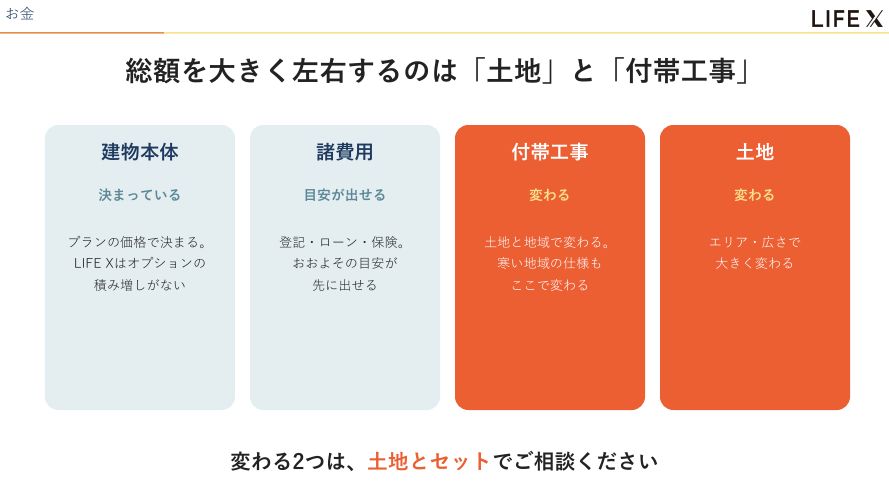 お金
LIFE X
総額を大きく左右するのは「土地」と「付帯工事」
建物本体
決まっている
プランの価格で決まる。
LIFE Xはオプションの
積み増しがない
諸費用
目安が出せる
登記・ローン・保険。
おおよその目安が
先に出せる
付帯工事
変わる
土地と地域で変わる。
寒い地域の仕様も
ここで変わる
土地
変わる
エリア・広さで
大きく変わる
変わる2つは、土地とセットでご相談ください